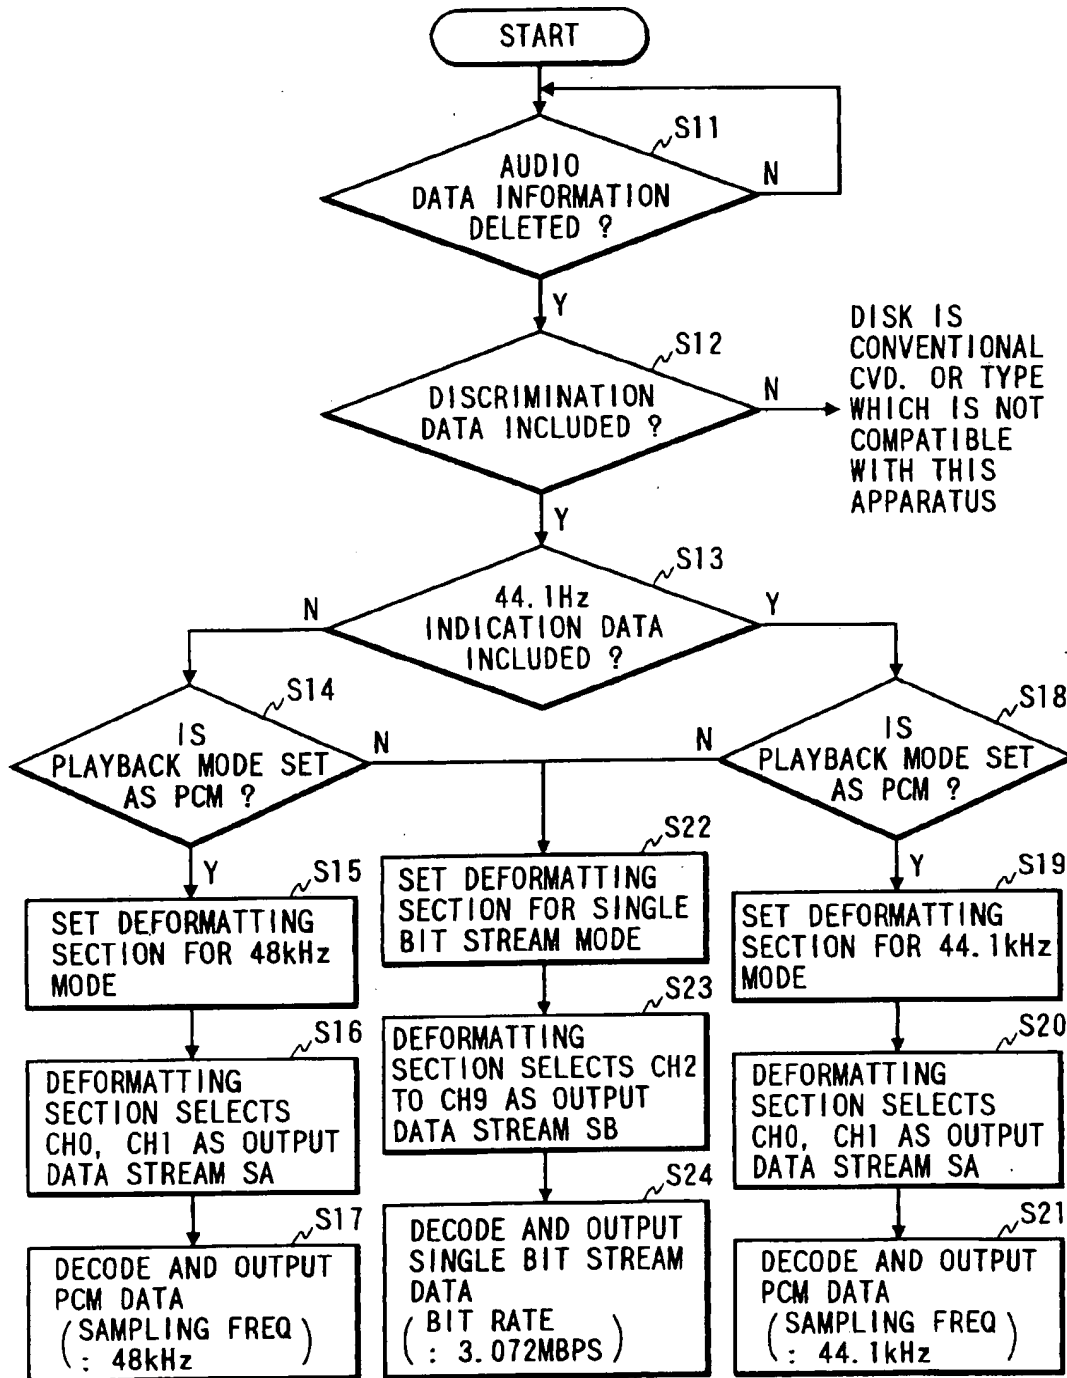 START
S11
AUDIO
DATA INFORMATION
DELETED ?
N
Y
S12
DISCRIMINATION
DATA INCLUDED ?
N
DISK IS
CONVENTIONAL
CVD. OR TYPE
WHICH IS NOT
COMPATIBLE
WITH THIS
APPARATUS
Y
S13
44.1Hz
INDICATION DATA
INCLUDED ?
N
Y
S14
IS
PLAYBACK MODE SET
AS PCM ?
N
Y
S18
IS
PLAYBACK MODE SET
AS PCM ?
N
Y
S15
SET DEFORMATTING
SECTION FOR 48kHz
MODE
S22
SET DEFORMATTING
SECTION FOR SINGLE
BIT STREAM MODE
S19
SET DEFORMATTING
SECTION FOR 44.1kHz
MODE
S16
DEFORMATTING
SECTION SELECTS
CH0, CH1 AS OUTPUT
DATA STREAM SA
S23
DEFORMATTING
SECTION SELECTS CH2
TO CH9 AS OUTPUT
DATA STREAM SB
S20
DEFORMATTING
SECTION SELECTS
CH0, CH1 AS OUTPUT
DATA STREAM SA
S17
DECODE AND OUTPUT
PCM DATA
(SAMPLING FREQ
: 48kHz)
S24
DECODE AND OUTPUT
SINGLE BIT STREAM
DATA
(BIT RATE
: 3.072MBPS)
S21
DECODE AND OUTPUT
PCM DATA
(SAMPLING FREQ
: 44.1kHz)